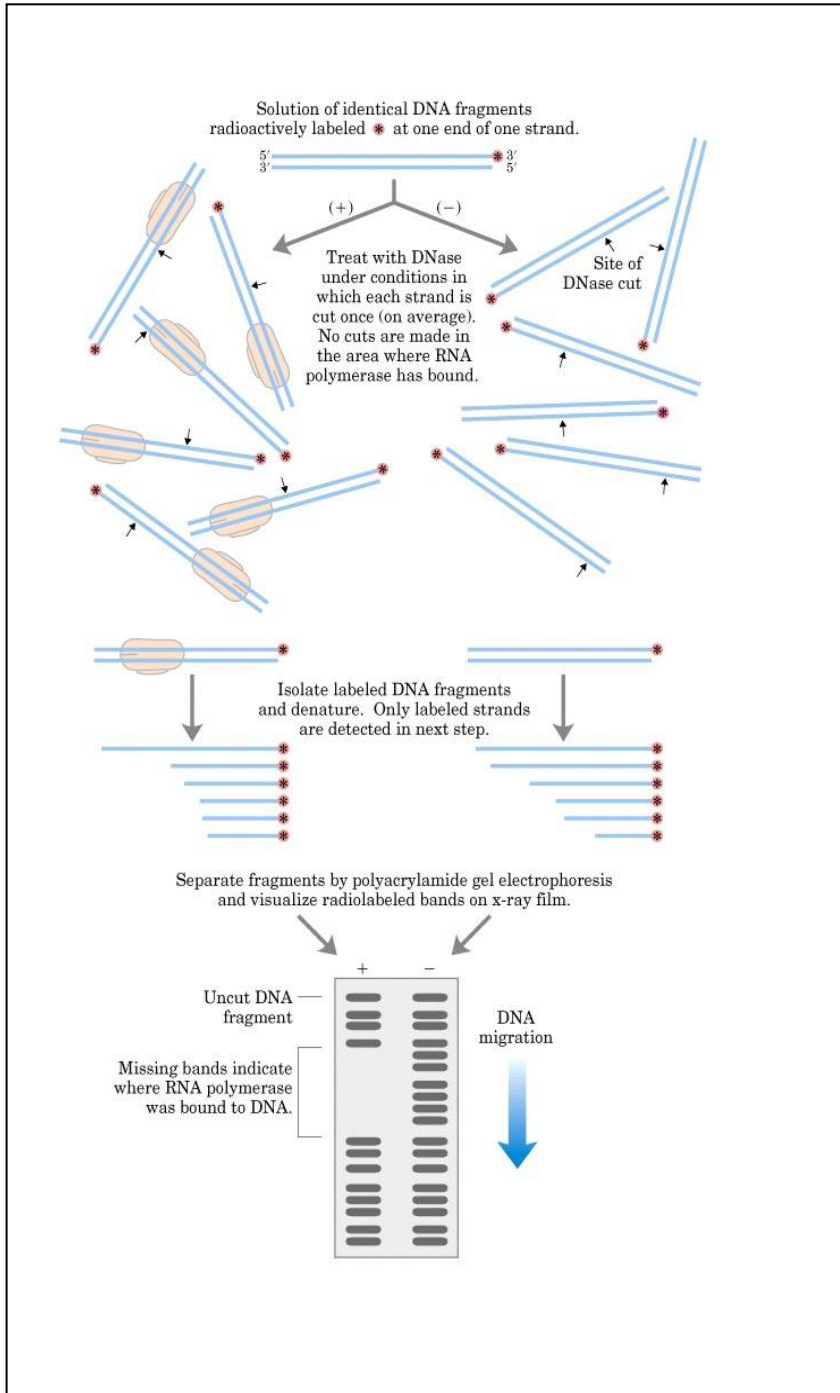 Solution of identical DNA fragments
radioactively labeled * at one end of one strand.
5′ * 3′
3′ 5′
(+) (−)
Treat with DNase
under conditions in
which each strand is
cut once (on average).
No cuts are made in
the area where RNA
polymerase has bound.
Site of
DNase cut
Isolate labeled DNA fragments
and denature. Only labeled strands
are detected in next step.
Separate fragments by polyacrylamide gel electrophoresis
and visualize radiolabeled bands on x-ray film.
+ −
Uncut DNA
fragment
DNA
migration
Missing bands indicate
where RNA polymerase
was bound to DNA.